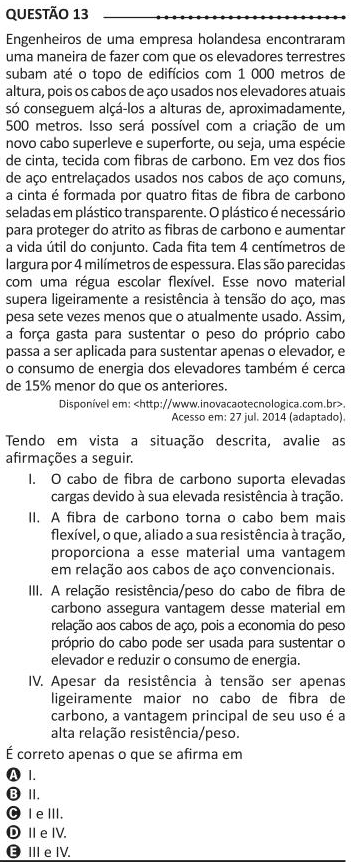 QUESTÃO 13
Engenheiros de uma empresa holandesa encontraram
uma maneira de fazer com que os elevadores terrestres
subam até o topo de edifícios com 1 000 metros de
altura, pois os cabos de aço usados nos elevadores atuais
só conseguem alçá-los a alturas de, aproximadamente,
500 metros. Isso será possível com a criação de um
novo cabo superleve e superforte, ou seja, uma espécie
de cinta, tecida com fibras de carbono. Em vez dos fios
de aço entrelaçados usados nos cabos de aço comuns,
a cinta é formada por quatro fitas de fibra de carbono
seladas em plástico transparente. O plástico é necessário
para proteger do atrito as fibras de carbono e aumentar
a vida útil do conjunto. Cada fita tem 4 centímetros de
largura por 4 milímetros de espessura. Elas são parecidas
com uma régua escolar flexível. Esse novo material
supera ligeiramente a resistência à tensão do aço, mas
pesa sete vezes menos que o atualmente usado. Assim,
a força gasta para sustentar o peso do próprio cabo
passa a ser aplicada para sustentar apenas o elevador, e
o consumo de energia dos elevadores também é cerca
de 15% menor do que os anteriores.
Disponível em: <http://www.inovacaotecnologica.com.br>.
Acesso em: 27 jul. 2014 (adaptado).
Tendo em vista a situação descrita, avalie as
afirmações a seguir.
I. O cabo de fibra de carbono suporta elevadas
cargas devido à sua elevada resistência à tração.
II. A fibra de carbono torna o cabo bem mais
flexível, o que, aliado a sua resistência à tração,
proporciona a esse material uma vantagem
em relação aos cabos de aço convencionais.
III. A relação resistência/peso do cabo de fibra de
carbono assegura vantagem desse material em
relação aos cabos de aço, pois a economia do peso
próprio do cabo pode ser usada para sustentar o
elevador e reduzir o consumo de energia.
IV. Apesar da resistência à tensão ser apenas
ligeiramente maior no cabo de fibra de
carbono, a vantagem principal de seu uso é a
alta relação resistência/peso.
É correto apenas o que se afirma em
A I.
B II.
C I e III.
D II e IV.
E III e IV.